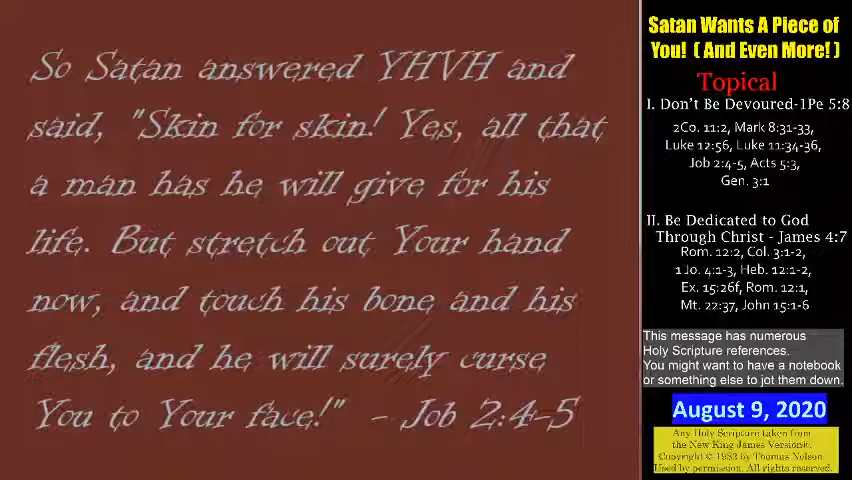 So Satan answered YHVH and
said, "Skin for skin! Yes, all that
a man has he will give for his
life. But stretch out Your hand
now, and touch his bone and his
flesh, and he will surely curse
You to Your face!" - Job 2:4-5
Satan Wants A Piece of
You! ( And Even More! )
Topical
I. Don't Be Devoured-1Pe 5:8
2Co. 11:2, Mark 8:31-33,
Luke 12:56, Luke 11:34-36,
Job 2:4-5, Acts 5:3,
Gen. 3:1
II. Be Dedicated to God
Through Christ - James 4:7
Rom. 12:2, Col. 3:1-2,
1 Jo. 4:1-3, Heb. 12:1-2,
Ex. 15:26f, Rom. 12:1,
Mt. 22:37, John 15:1-6
This message has numerous
Holy Scripture references.
You might want to have a notebook
or something else to jot them down.
August 9, 2020
Any Holy Scripture taken from
the New King James Version®.
Copyright © 1982 by Thomas Nelson.
Used by permission. All rights reserved.